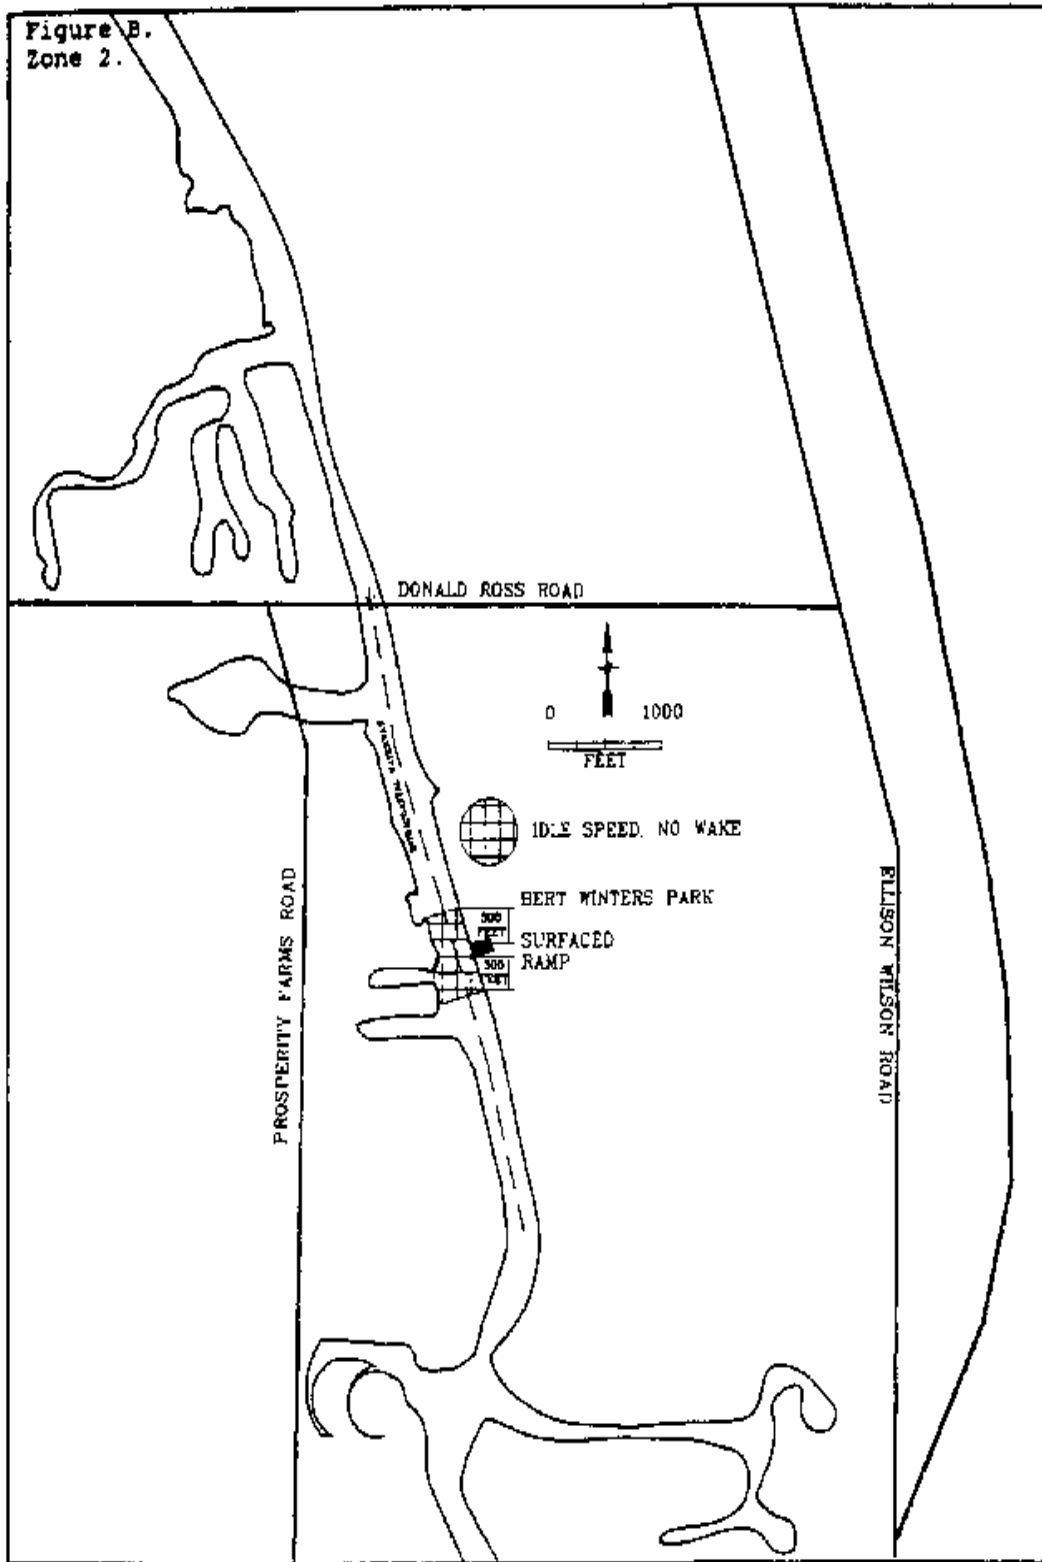 Figure B.
Zone 2.
DONALD ROSS ROAD
0 1000
FEET
IDLE SPEED, NO WAKE
BERT WINTERS PARK
500
FEET
SURFACED
RAMP
500
FEET
PROSPERITY FARMS ROAD
ELLISON WILSON ROAD